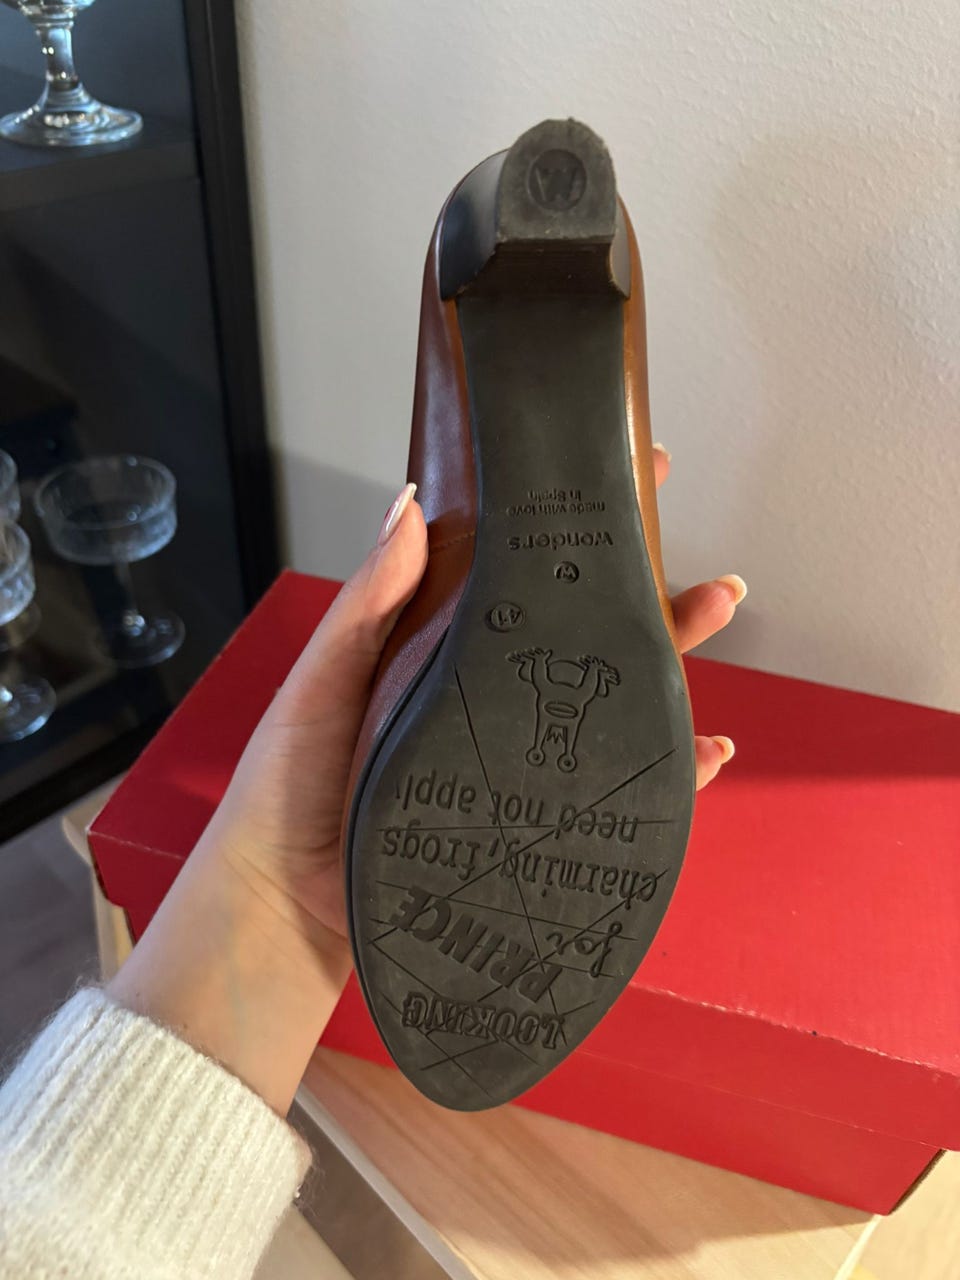 LOOKING
for PRINCE
charming, frogs
need not apply
41
W
wonders
made with love
in Spain
W